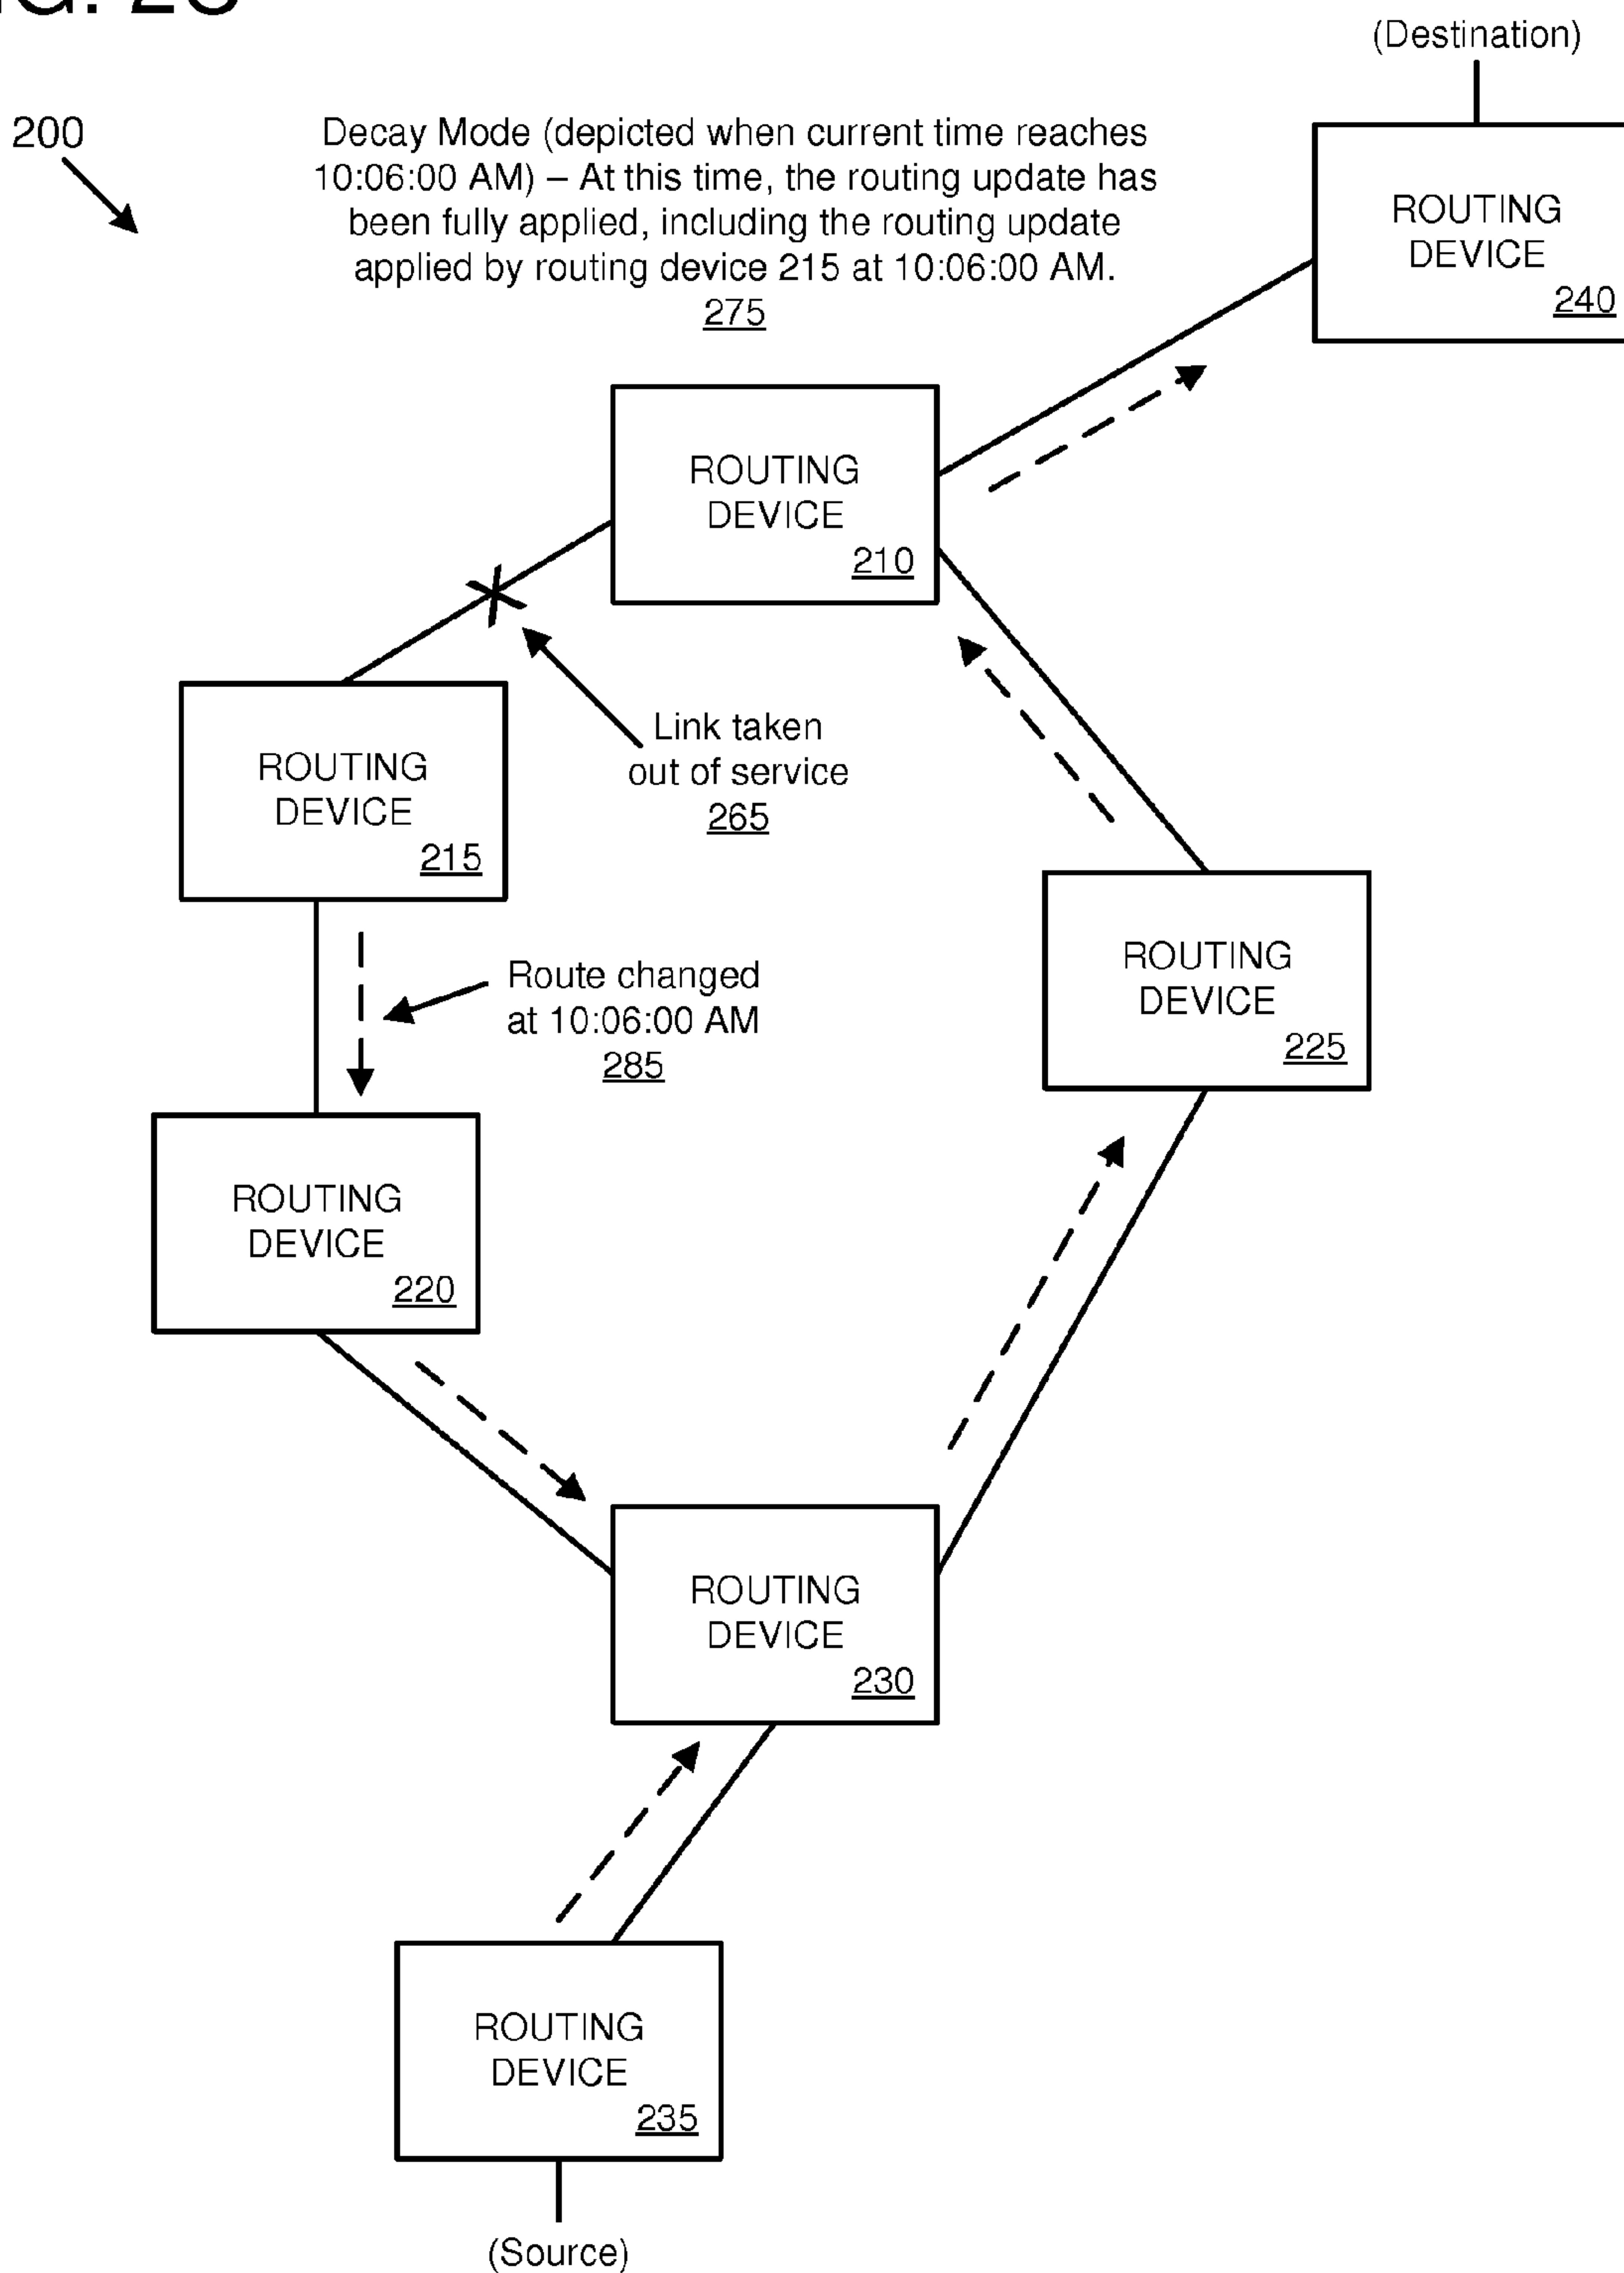 (Destination)
200
Decay Mode (depicted when current time reaches
10:06:00 AM) – At this time, the routing update has
been fully applied, including the routing update
applied by routing device 215 at 10:06:00 AM.
275
ROUTING
DEVICE
240
ROUTING
DEVICE
210
Link taken
out of service
265
ROUTING
DEVICE
215
Route changed
at 10:06:00 AM
285
ROUTING
DEVICE
225
ROUTING
DEVICE
220
ROUTING
DEVICE
230
ROUTING
DEVICE
235
(Source)